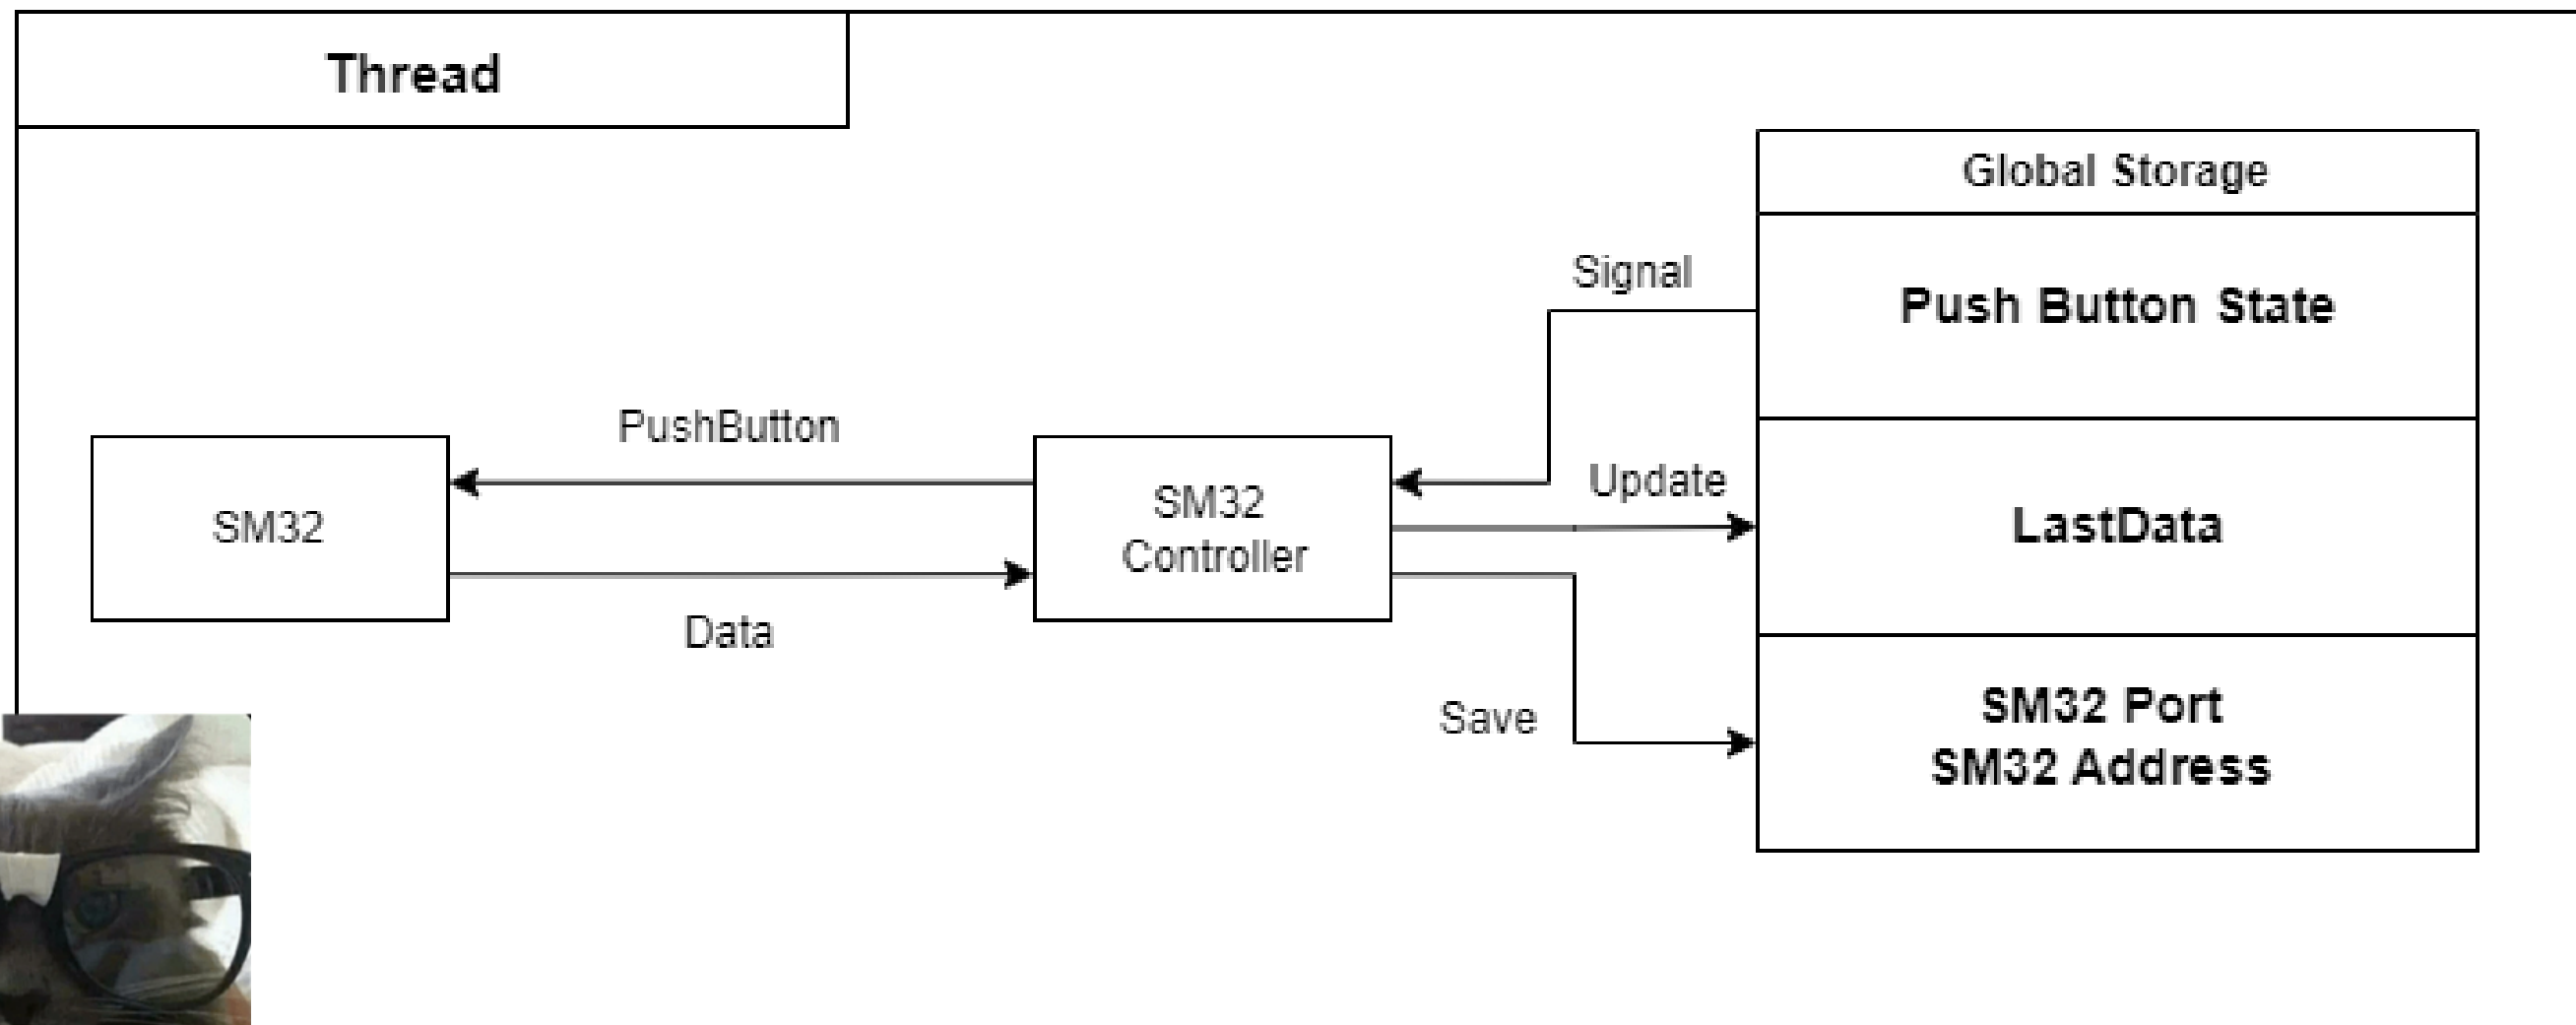 Thread
Global Storage
Signal
Push Button State
PushButton
Update
SM32
SM32
Controller
LastData
Data
Save
SM32 Port
SM32 Address